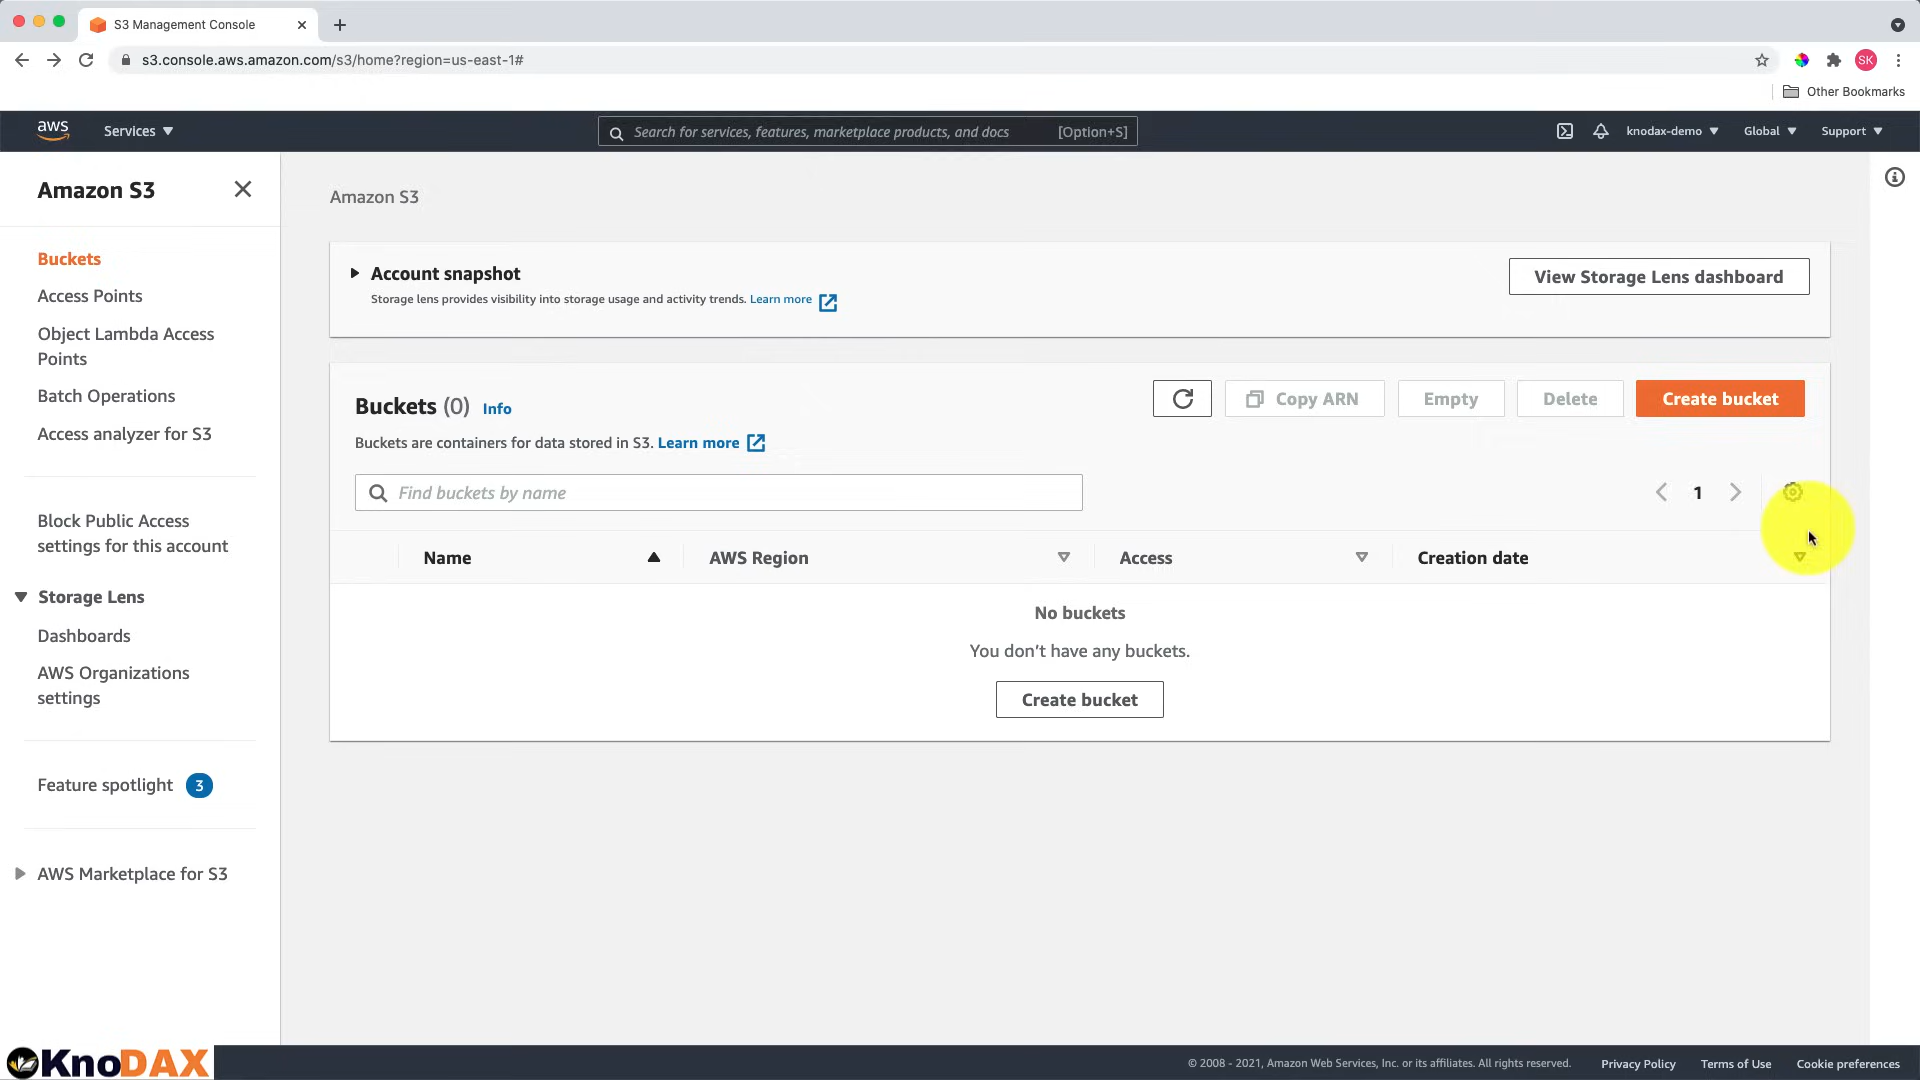 S3 Management Console
s3.console.aws.amazon.com/s3/home?region=us-east-1#
SK
Other Bookmarks
aws
Services
Search for services, features, marketplace products, and docs
[Option+S]
knodax-demo
Global
Support
Amazon S3
Buckets
Access Points
Object Lambda Access
Points
Batch Operations
Access analyzer for S3
Block Public Access
settings for this account
Storage Lens
Dashboards
AWS Organizations
settings
Feature spotlight 3
AWS Marketplace for S3
Amazon S3
Account snapshot
Storage lens provides visibility into storage usage and activity trends. Learn more
View Storage Lens dashboard
Buckets (0) Info
Buckets are containers for data stored in S3. Learn more
Copy ARN
Empty
Delete
Create bucket
Find buckets by name
1
Name
AWS Region
Access
Creation date
No buckets
You don't have any buckets.
Create bucket
KnoDAX
© 2008 - 2021, Amazon Web Services, Inc. or its affiliates. All rights reserved.
Privacy Policy
Terms of Use
Cookie preferences